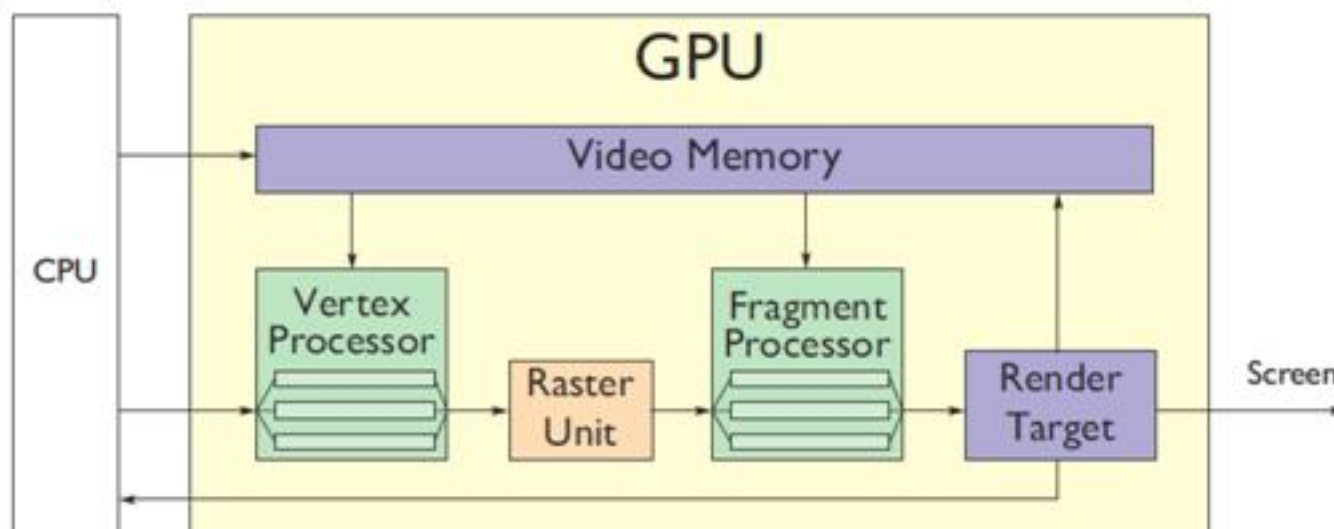 GPU
Video Memory
CPU
Vertex
Processor
Fragment
Processor
Raster
Unit
Render
Target
Screen